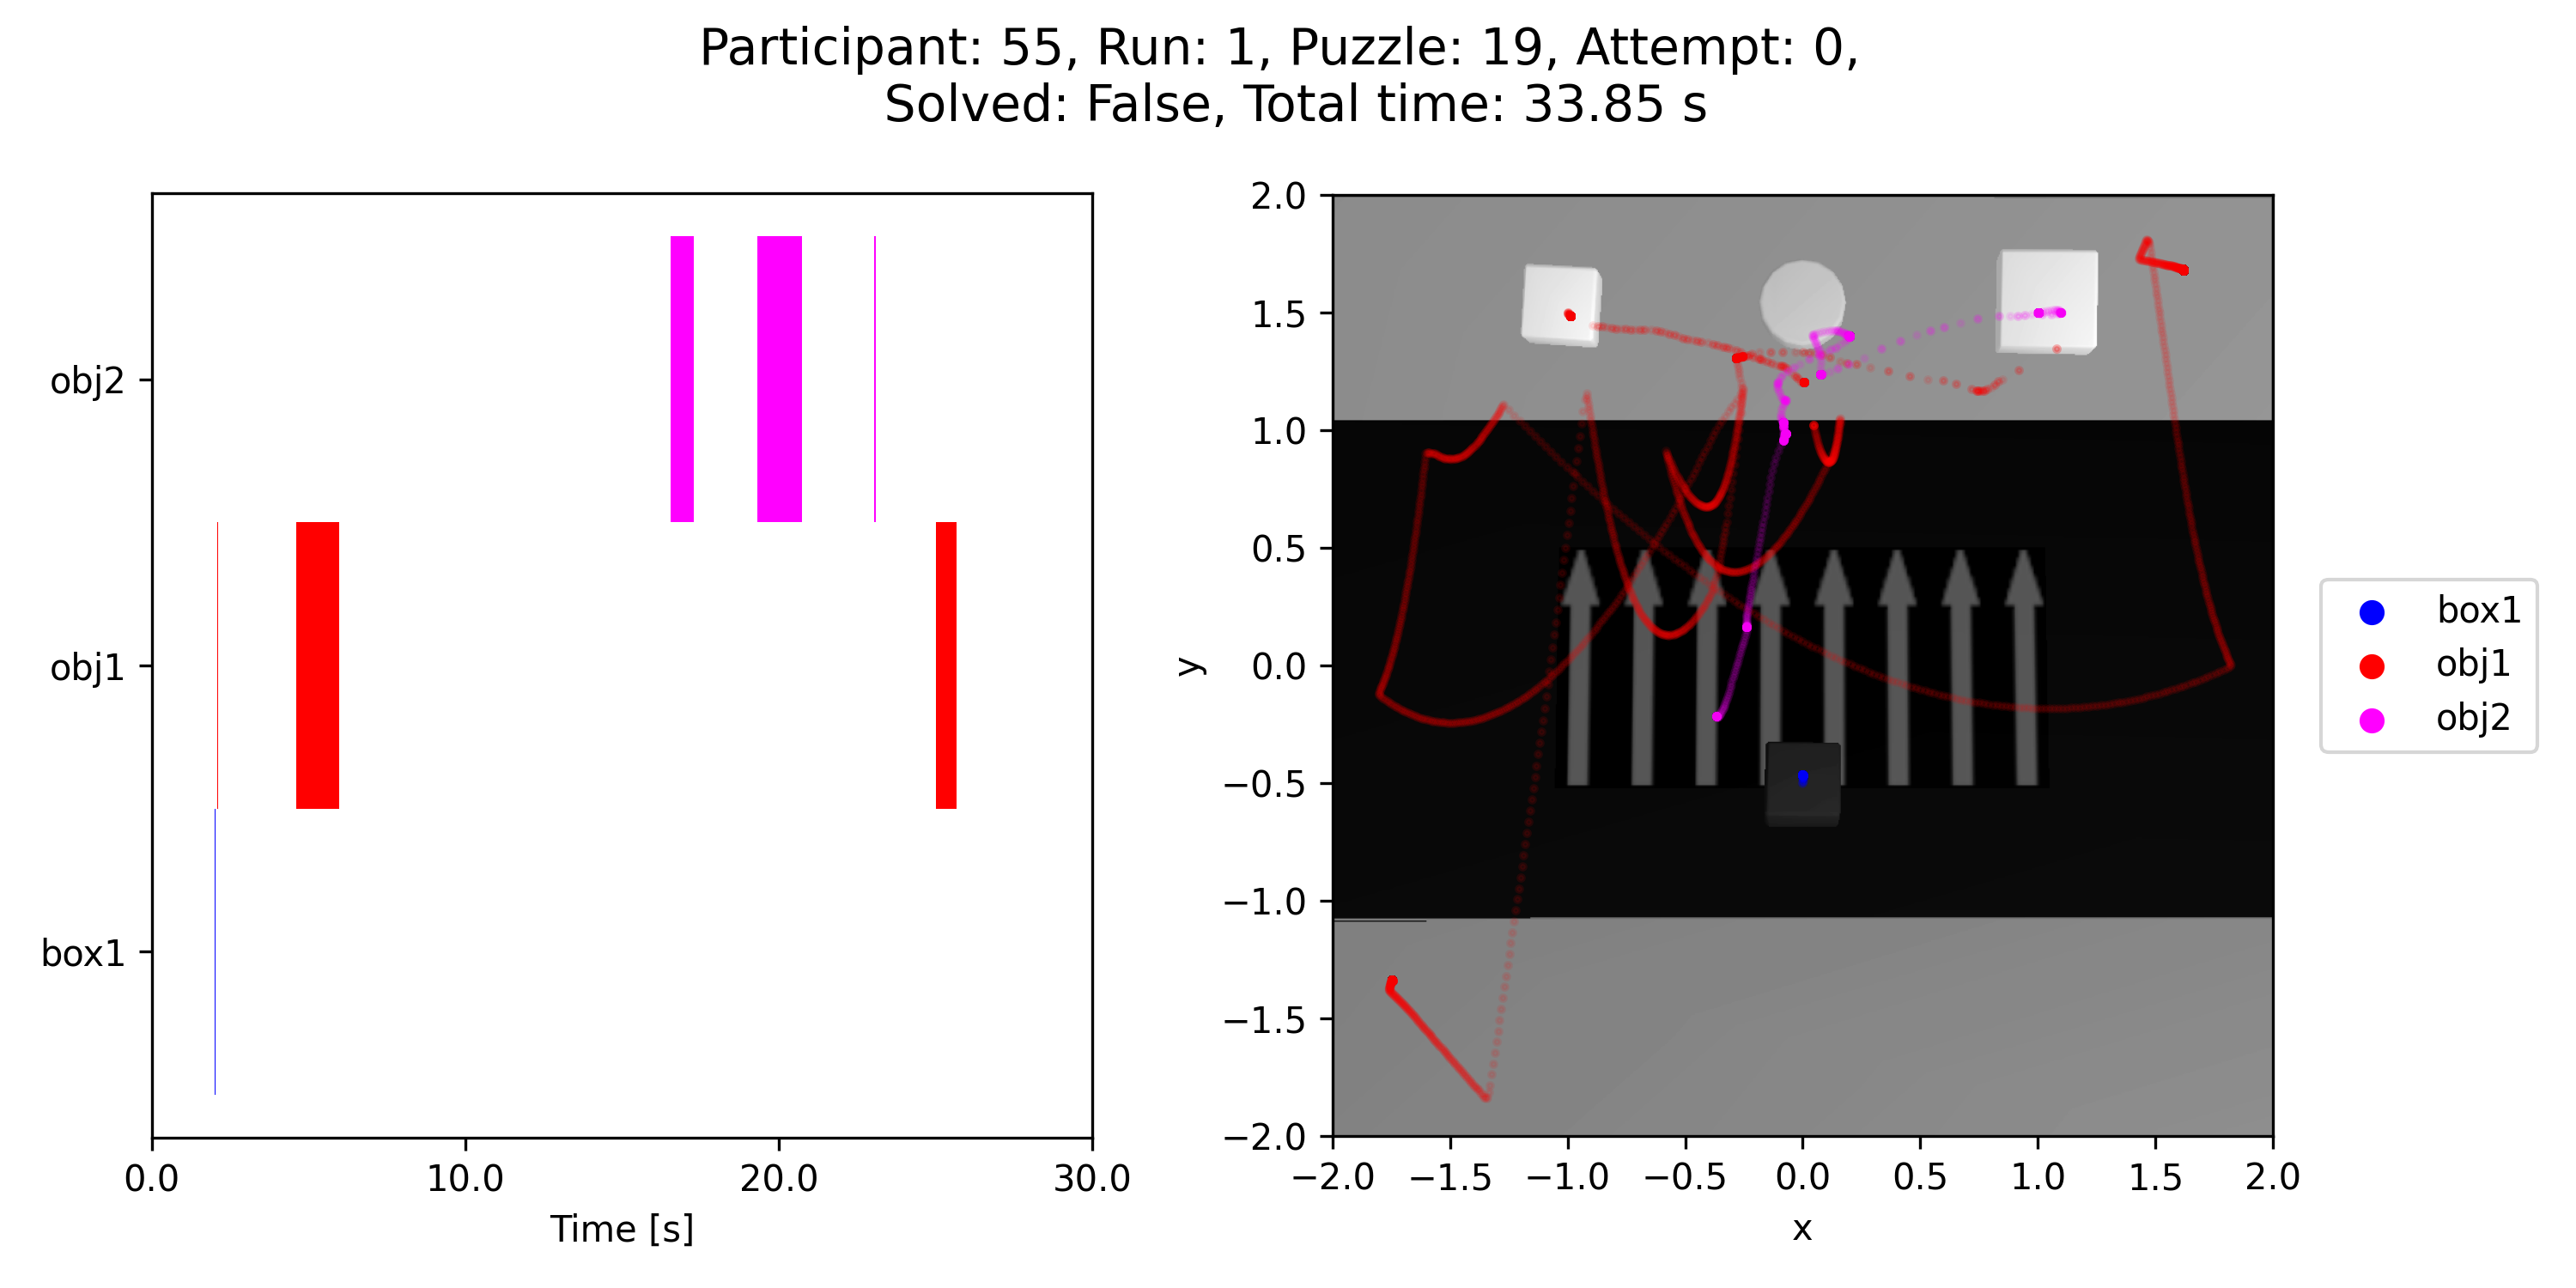 Participant: 55, Run: 1, Puzzle: 19, Attempt: 0,
Solved: False, Total time: 33.85 s
obj2
obj1
box1
0.0 10.0 20.0 30.0
Time [s]
2.0
1.5
1.0
0.5
0.0
−0.5
−1.0
−1.5
−2.0
y
−2.0 −1.5 −1.0 −0.5 0.0 0.5 1.0 1.5 2.0
x
box1
obj1
obj2